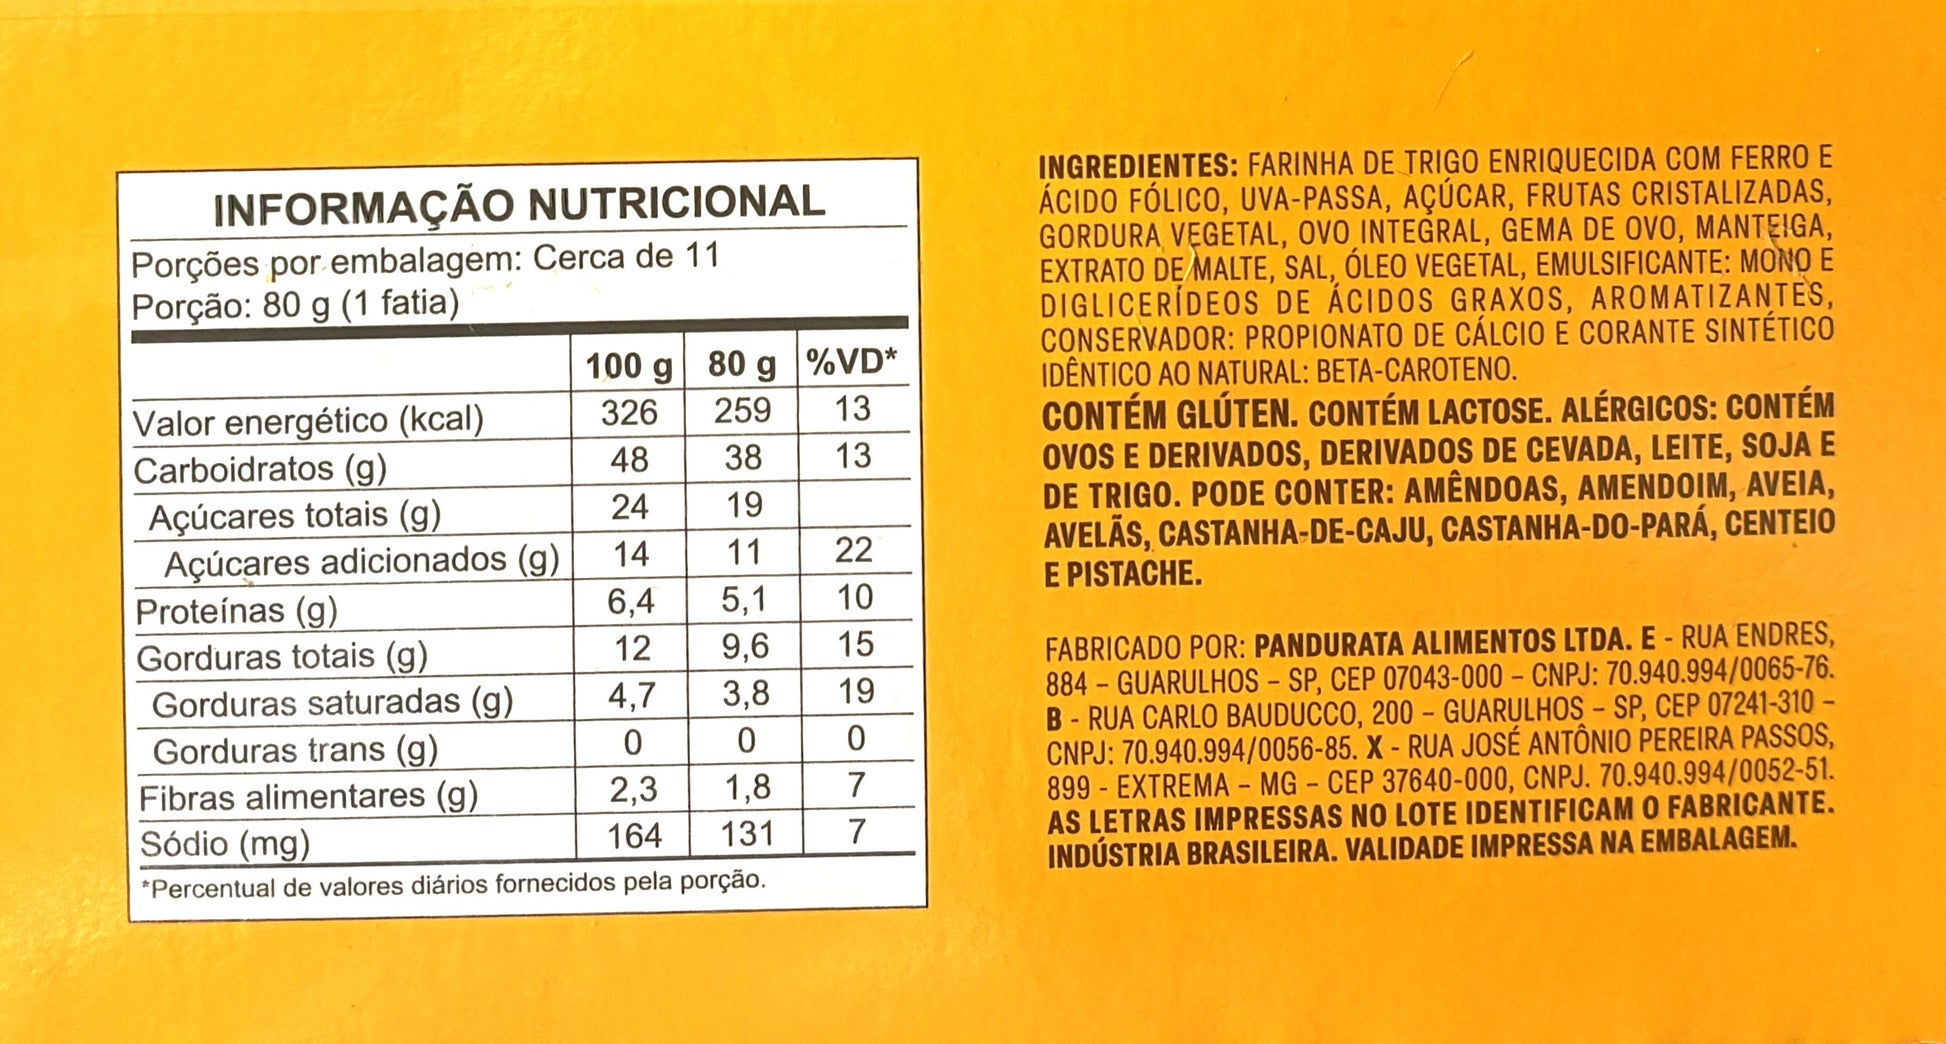 INFORMAÇÃO NUTRICIONAL
Porções por embalagem: Cerca de 11
Porção: 80 g (1 fatia)
100 g 80 g %VD*
Valor energético (kcal) 326 259 13
Carboidratos (g) 48 38 13
Açúcares totais (g) 24 19
Açúcares adicionados (g) 14 11 22
Proteínas (g) 6,4 5,1 10
Gorduras totais (g) 12 9,6 15
Gorduras saturadas (g) 4,7 3,8 19
Gorduras trans (g) 0 0 0
Fibras alimentares (g) 2,3 1,8 7
Sódio (mg) 164 131 7
*Percentual de valores diários fornecidos pela porção.
INGREDIENTES: FARINHA DE TRIGO ENRIQUECIDA COM FERRO E
ÁCIDO FÓLICO, UVA-PASSA, AÇÚCAR, FRUTAS CRISTALIZADAS,
GORDURA VEGETAL, OVO INTEGRAL, GEMA DE OVO, MANTEIGA,
EXTRATO DE MALTE, SAL, ÓLEO VEGETAL, EMULSIFICANTE: MONO E
DIGLICERÍDEOS DE ÁCIDOS GRAXOS, AROMATIZANTES,
CONSERVADOR: PROPIONATO DE CÁLCIO E CORANTE SINTÉTICO
IDÊNTICO AO NATURAL: BETA-CAROTENO.
CONTÉM GLÚTEN. CONTÉM LACTOSE. ALÉRGICOS: CONTÉM
OVOS E DERIVADOS, DERIVADOS DE CEVADA, LEITE, SOJA E
DE TRIGO. PODE CONTER: AMÊNDOAS, AMENDOIM, AVEIA,
AVELÃS, CASTANHA-DE-CAJU, CASTANHA-DO-PARÁ, CENTEIO
E PISTACHE.
FABRICADO POR: PANDURATA ALIMENTOS LTDA. E - RUA ENDRES,
884 – GUARULHOS – SP, CEP 07043-000 – CNPJ: 70.940.994/0065-76.
B - RUA CARLO BAUDUCCO, 200 – GUARULHOS – SP, CEP 07241-310 –
CNPJ: 70.940.994/0056-85. X - RUA JOSÉ ANTÔNIO PEREIRA PASSOS,
899 - EXTREMA – MG – CEP 37640-000, CNPJ. 70.940.994/0052-51.
AS LETRAS IMPRESSAS NO LOTE IDENTIFICAM O FABRICANTE.
INDÚSTRIA BRASILEIRA. VALIDADE IMPRESSA NA EMBALAGEM.